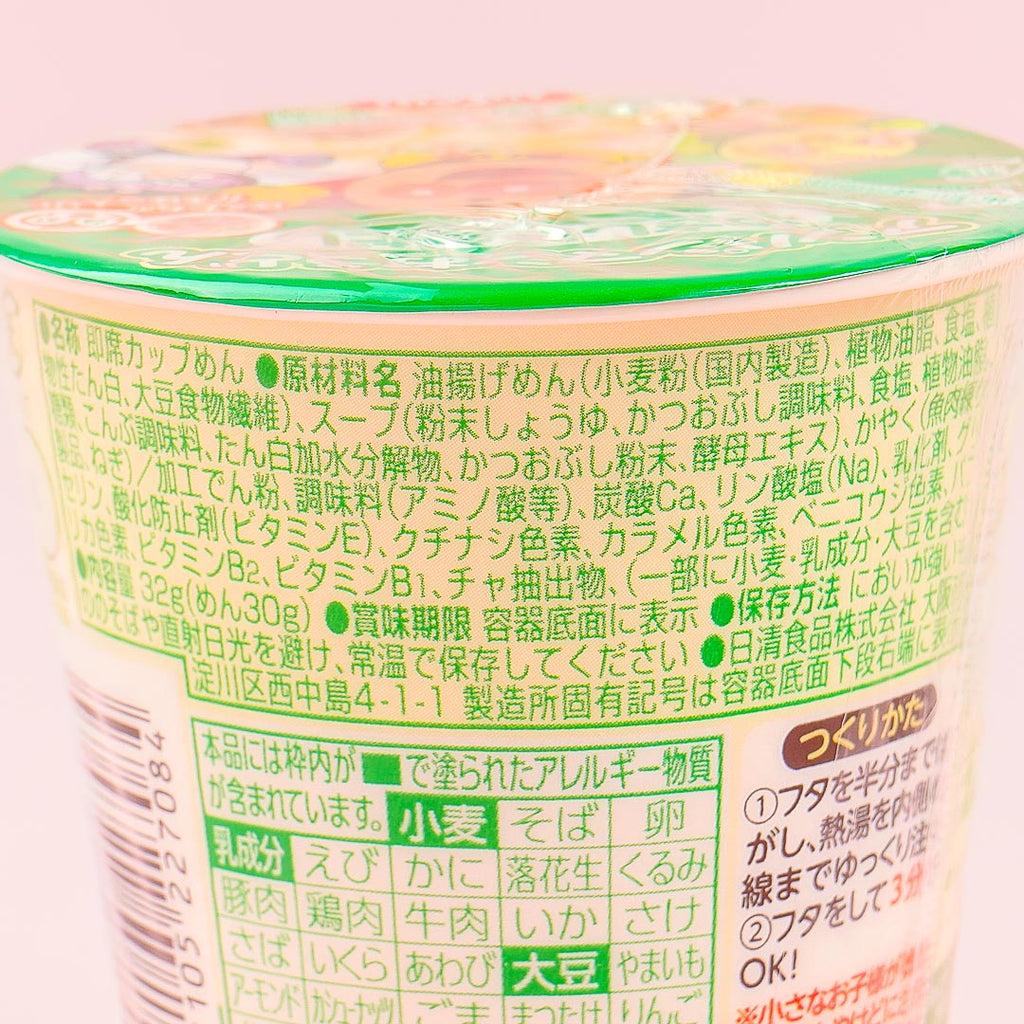 ●名称 即席カップめん ●原材料名 油揚げめん(小麦粉(国内製造)、植物油脂、食塩、植
物性たん白、大豆食物繊維)、スープ(粉末しょうゆ、かつおぶし調味料、食塩、植物油脂、
糖類、こんぶ調味料、たん白加水分解物、かつおぶし粉末、酵母エキス)、かやく(魚肉練
製品、ねぎ)/加工でん粉、調味料(アミノ酸等)、炭酸Ca、リン酸塩(Na)、乳化剤、グ
リセリン、酸化防止剤(ビタミンE)、クチナシ色素、カラメル色素、ベニコウジ色素、パプ
リカ色素、ビタミンB2、ビタミンB1、チャ抽出物、(一部に小麦・乳成分・大豆を含む)
●内容量 32g(めん30g) ●賞味期限 容器底面に表示 ●保存方法 においが強い
もののそばや直射日光を避け、常温で保存してください ●日清食品株式会社 大阪
淀川区西中島4-1-1 製造所固有記号は容器底面下段右端に
本品には枠内が■で塗られたアレルギー物質
が含まれています。
小麦 そば 卵
乳成分 えび かに 落花生 くるみ
豚肉 鶏肉 牛肉 いか さけ
さば いくら あわび 大豆 やまいも
アーモンド カシューナッツ ごま まつたけ りんご
つくりかた
①フタを半分まで
がし、熱湯を内側
線までゆっくり注
②フタをして3分
OK!
※小さなお子様が
105227084